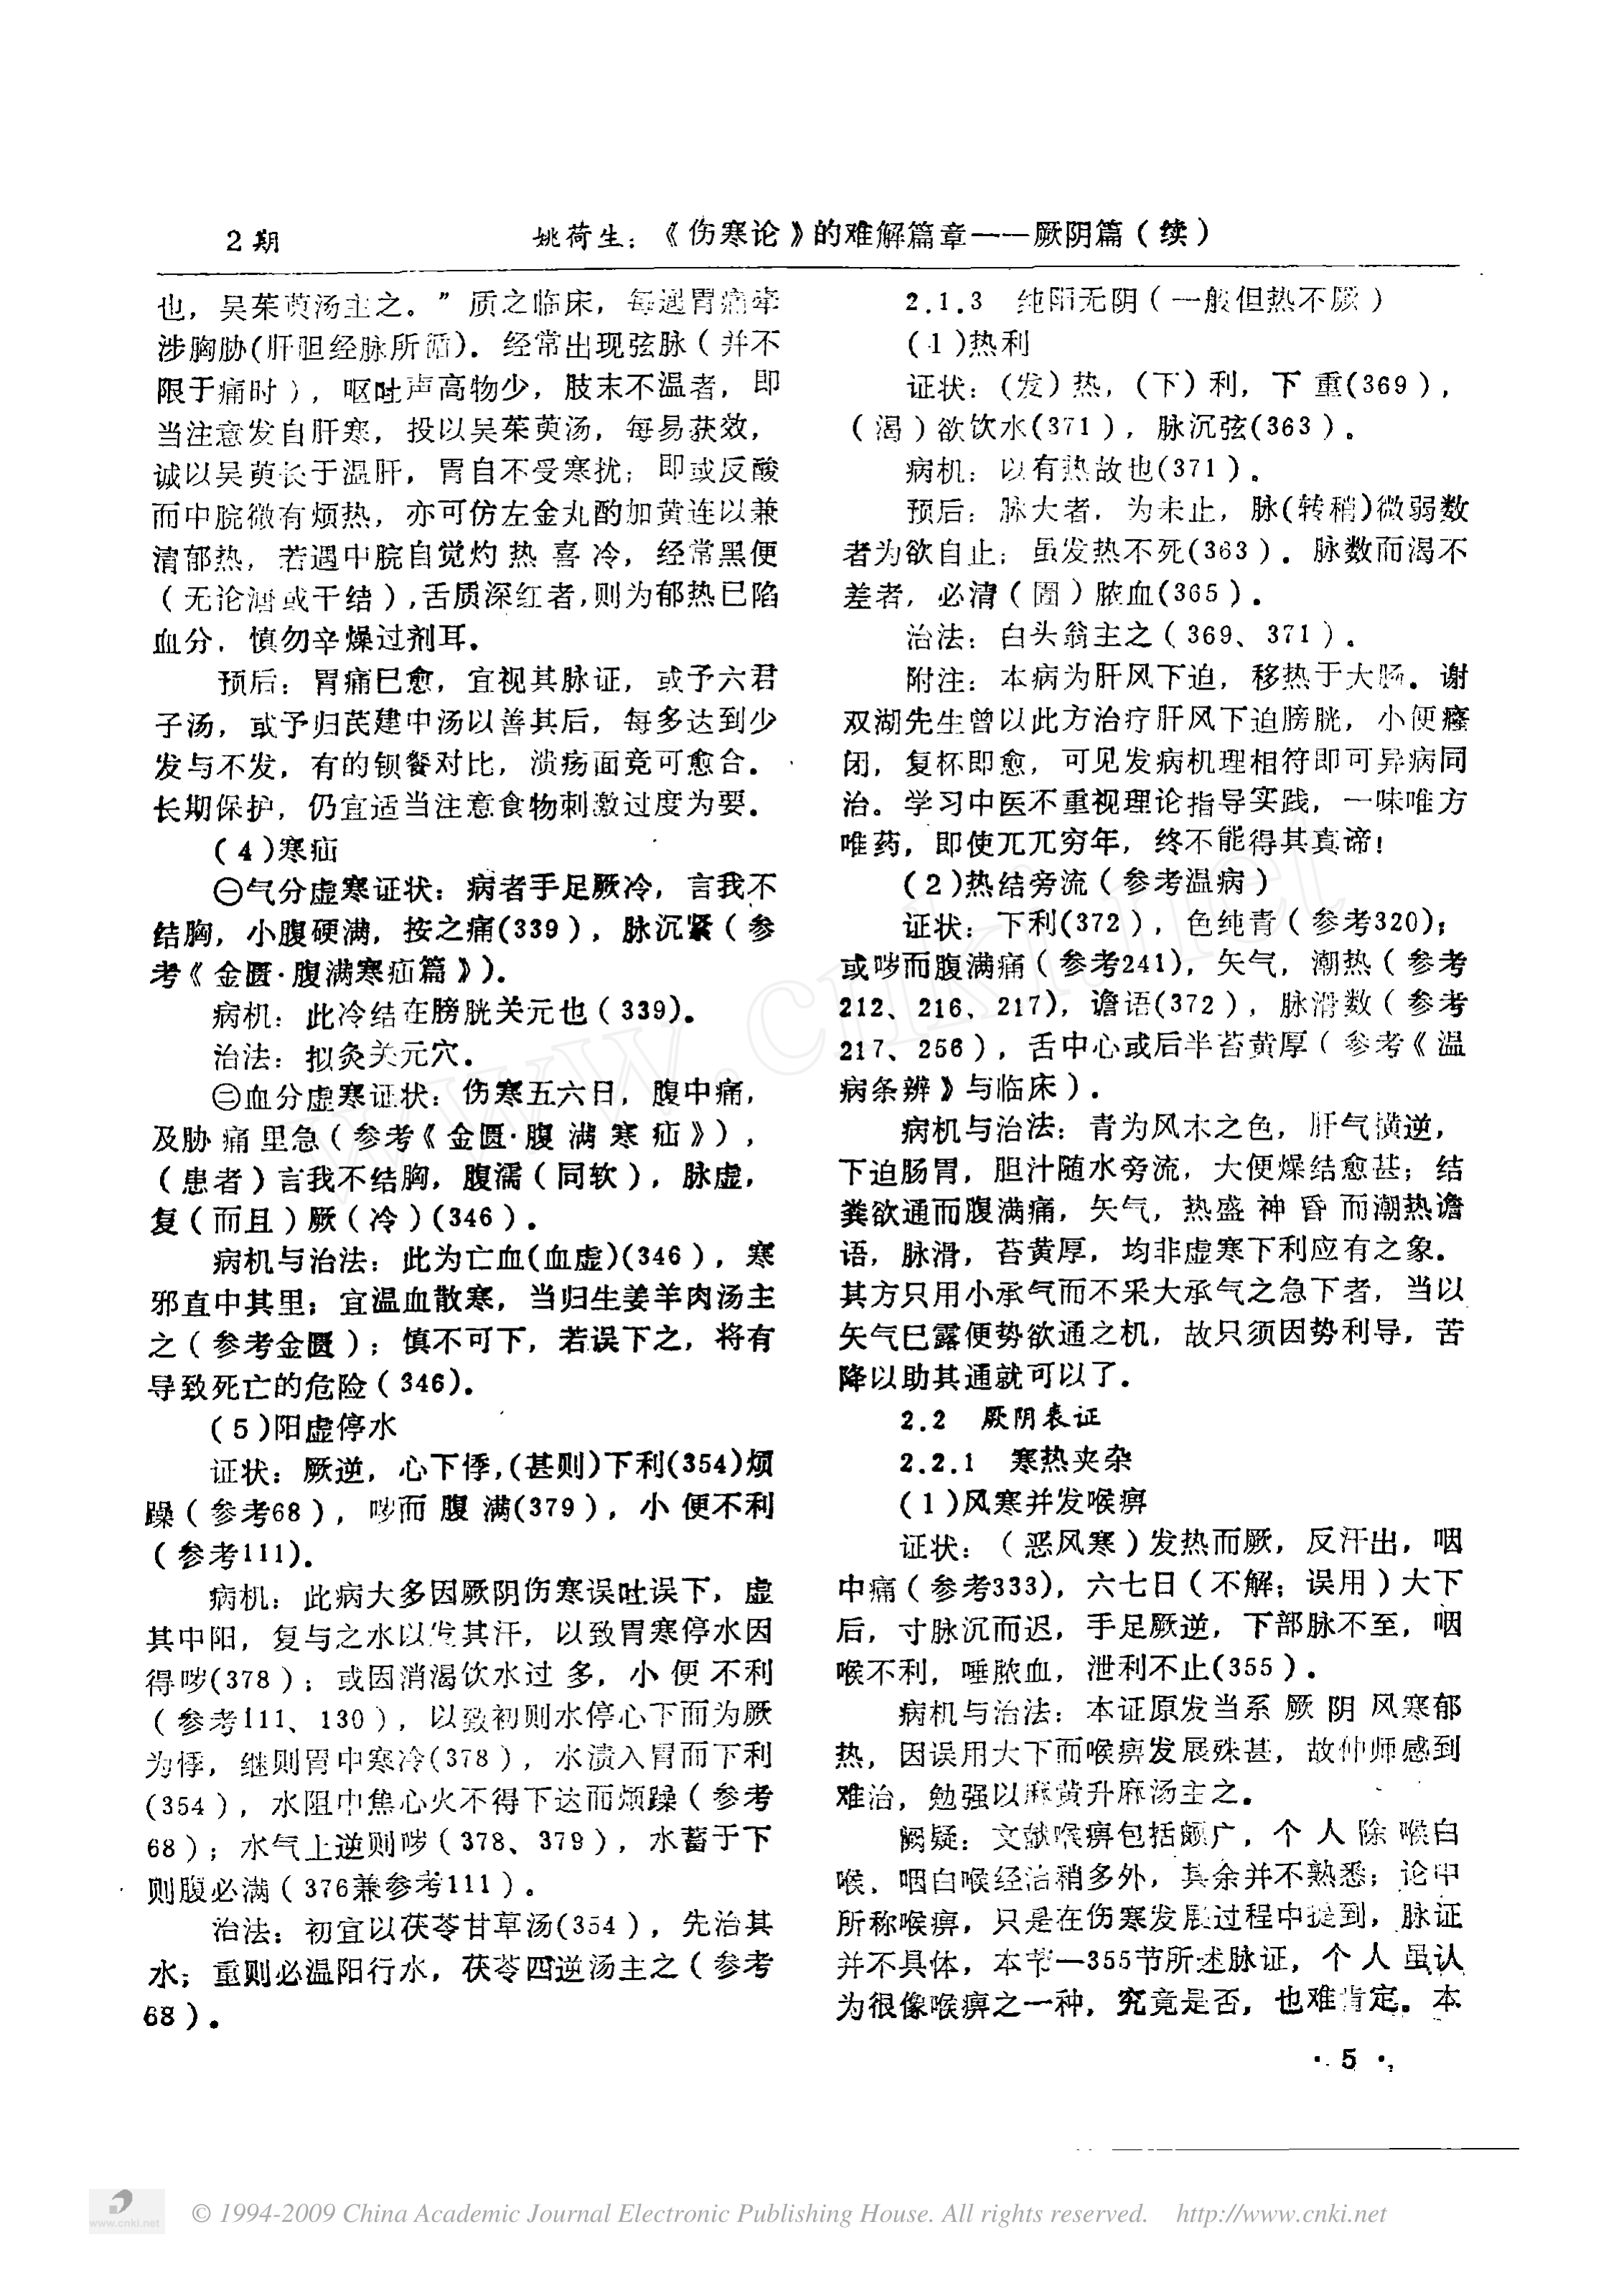 2期
姚荷生：《伤寒论》的难解篇章——厥阴篇（续）
也，吴茱萸汤主之。”质之临床，每遇胃痛牵
涉胸胁(肝胆经脉所循)．经常出现弦脉（并不
限于痛时），呕吐声高物少，肢末不温者，即
当注意发自肝寒，投以吴茱萸汤，每易获效，
诚以吴萸长于温肝，胃自不受寒扰；即或反酸
而中脘微有烦热，亦可仿左金丸酌加黄连以兼
清郁热，若遇中脘自觉灼热喜冷，经常黑便
（无论溏或干结），舌质深红者，则为郁热已陷
血分，慎勿辛燥过剂耳。
预后：胃痛已愈，宜视其脉证，或予六君
子汤，或予归芪建中汤以善其后，每多达到少
发与不发，有的钡餐对比，溃疡面竟可愈合。
长期保护，仍宜适当注意食物刺激过度为要。
（4）寒疝
㊀气分虚寒证状：病者手足厥冷，言我不
结胸，小腹硬满，按之痛(339），脉沉紧（参
考《金匮·腹满寒疝篇》）。
病机：此冷结在膀胱关元也（339)。
治法：拟灸关元穴。
㊂血分虚寒证状：伤寒五六日，腹中痛，
及胁痛里急（参考《金匮·腹满寒疝》），
（患者）言我不结胸，腹濡（同软），脉虚，
复（而且）厥（冷）(346）。
病机与治法：此为亡血(血虚)(346），寒
邪直中其里；宜温血散寒，当归生姜羊肉汤主
之（参考金匮）；慎不可下，若误下之，将有
导致死亡的危险（346)。
（5）阳虚停水
证状：厥逆，心下悸，(甚则)下利(354)烦
躁（参考68），哕而腹满(379），小便不利
（参考111)。
病机：此病大多因厥阴伤寒误吐误下，虚
其中阳，复与之水以发其汗，以致胃寒停水因
得哕(378）；或因消渴饮水过多，小便不利
（参考111、130），以致初则水停心下而为厥
为悸，继则胃中寒冷(378），水渍入胃而下利
(354），水阻中焦心火不得下达而烦躁（参考
68）；水气上逆则哕（378、379），水蓄于下
则腹必满（376兼参考111）。
治法：初宜以茯苓甘草汤(354），先治其
水；重则必温阳行水，茯苓四逆汤主之（参考
68）。
2.1.3　纯阳无阴（一般但热不厥）
（1）热利
证状：(发）热，(下）利，下重(369），
（渴）欲饮水(371），脉沉弦(363）。
病机：以有热故也(371）。
预后：脉大者．为未止，脉(转稍)微弱数
者为欲自止；虽发热不死(363）。脉数而渴不
差者，必清（圊）脓血(365）。
治法：白头翁主之（369、371）。
附注：本病为肝风下迫，移热于大肠。谢
双湖先生曾以此方治疗肝风下迫膀胱，小便癃
闭，复杯即愈，可见发病机理相符即可异病同
治。学习中医不重视理论指导实践，一味唯方
唯药，即使兀兀穷年，终不能得其真谛！
（2）热结旁流（参考温病）
证状：下利(372），色纯青（参考320)；
或哕而腹满痛（参考241)，矢气，潮热（参考
212、216、217)，谵语(372），脉滑数（参考
217、256），舌中心或后半苔黄厚（参考《温
病条辨》与临床）．
病机与治法：青为风木之色，肝气横逆，
下迫肠胃，胆汁随水旁流，大便燥结愈甚；结
粪欲通而腹满痛，矢气，热盛神昏而潮热谵
语，脉滑，苔黄厚，均非虚寒下利应有之象．
其方只用小承气而不采大承气之急下者，当以
矢气已露便势欲通之机，故只须因势利导，苦
降以助其通就可以了．
2.2　厥阴表证
2.2.1　寒热夹杂
（1）风寒并发喉痹
证状：（恶风寒）发热而厥，反汗出，咽
中痛（参考333)，六七日（不解；误用）大下
后，寸脉沉而迟，手足厥逆，下部脉不至，咽
喉不利，唾脓血，泄利不止(355）。
病机与治法：本证原发当系厥阴风寒郁
热，因误用大下而喉痹发展殊甚，故仲师感到
难治，勉强以麻黄升麻汤主之。
阙疑：文献喉痹包括颇广，个人除喉白
喉、咽白喉经治稍多外，其余并不熟悉；论中
所称喉痹，只是在伤寒发展过程中提到，脉证
并不具体，本节—355节所述脉证，个人虽认
为很像喉痹之一种，究竟是否，也难肯定。本
·5·
www.cnki.net
www.cnki.net
© 1994-2009 China Academic Journal Electronic Publishing House. All rights reserved. http://www.cnki.net